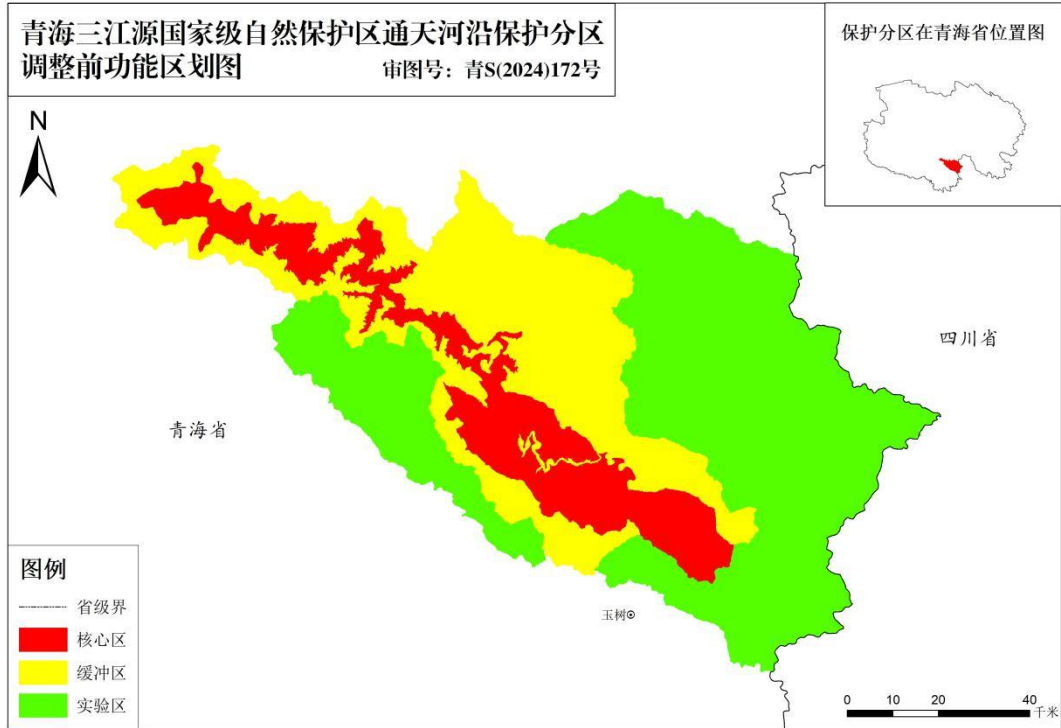 青海三江源国家级自然保护区通天河沿保护分区
调整前功能区划图 审图号：青S(2024)172号
保护分区在青海省位置图
N
四川省
青海省
玉树
图例
省级界
核心区
缓冲区
实验区
0 10 20 40
千米